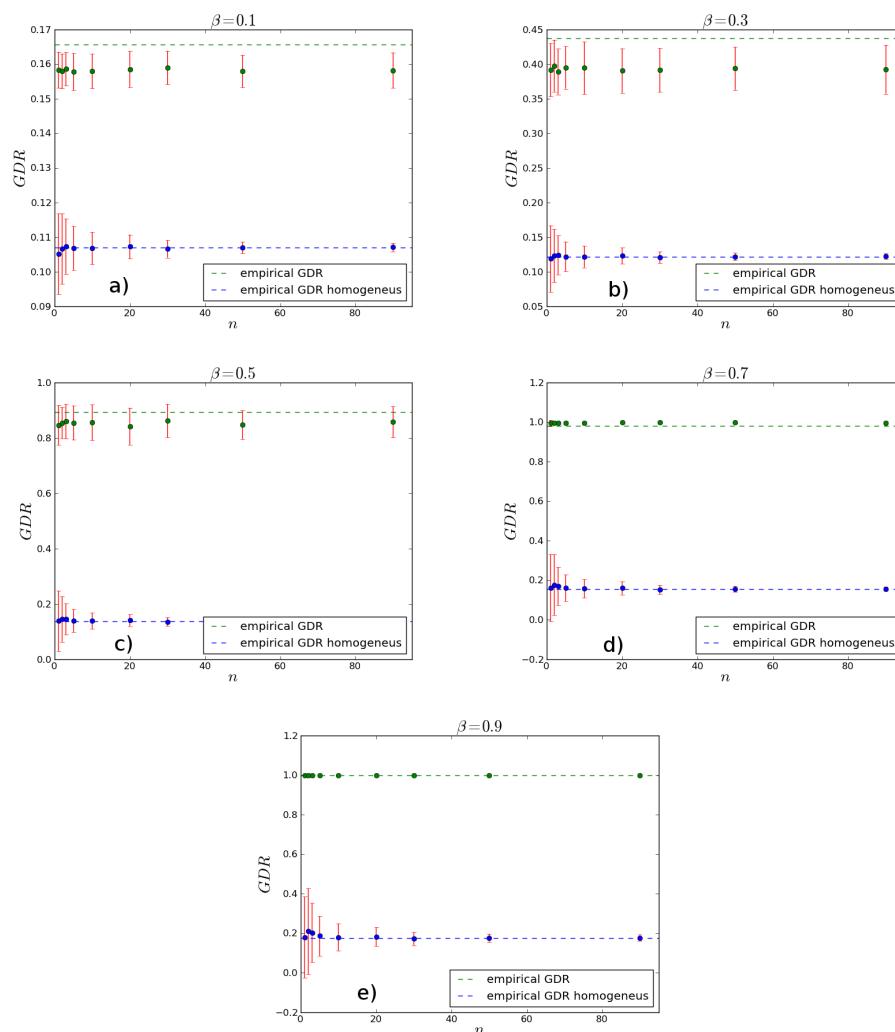 β=0.1
GDR
0.17
0.16
0.15
0.14
0.13
0.12
0.11
0.10
0.09
0 20 40 60 80
n
a)
empirical GDR
empirical GDR homogeneus
β=0.3
GDR
0.45
0.40
0.35
0.30
0.25
0.20
0.15
0.10
0.05
0 20 40 60 80
n
b)
empirical GDR
empirical GDR homogeneus
β=0.5
GDR
1.0
0.8
0.6
0.4
0.2
0.0
0 20 40 60 80
n
c)
empirical GDR
empirical GDR homogeneus
β=0.7
GDR
1.2
1.0
0.8
0.6
0.4
0.2
0.0
−0.2
0 20 40 60 80
n
d)
empirical GDR
empirical GDR homogeneus
β=0.9
GDR
1.2
1.0
0.8
0.6
0.4
0.2
0.0
−0.2
0 20 40 60 80
n
e)
empirical GDR
empirical GDR homogeneus